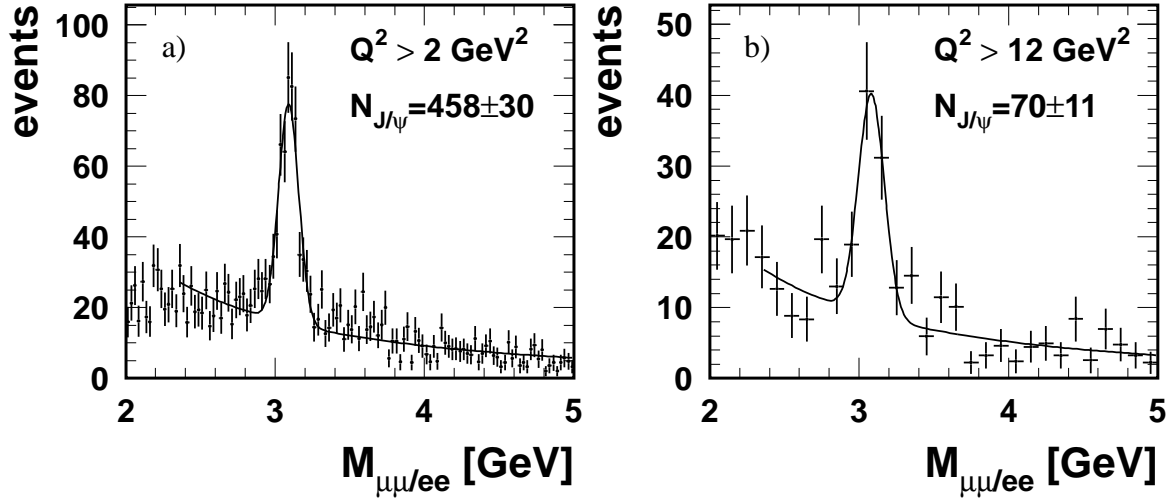 a)
Q² > 2 GeV²
N_J/ψ=458±30
events
100
80
60
40
20
0
2 3 4 5
M_μμ/ee [GeV]
b)
Q² > 12 GeV²
N_J/ψ=70±11
events
50
40
30
20
10
0
2 3 4 5
M_μμ/ee [GeV]